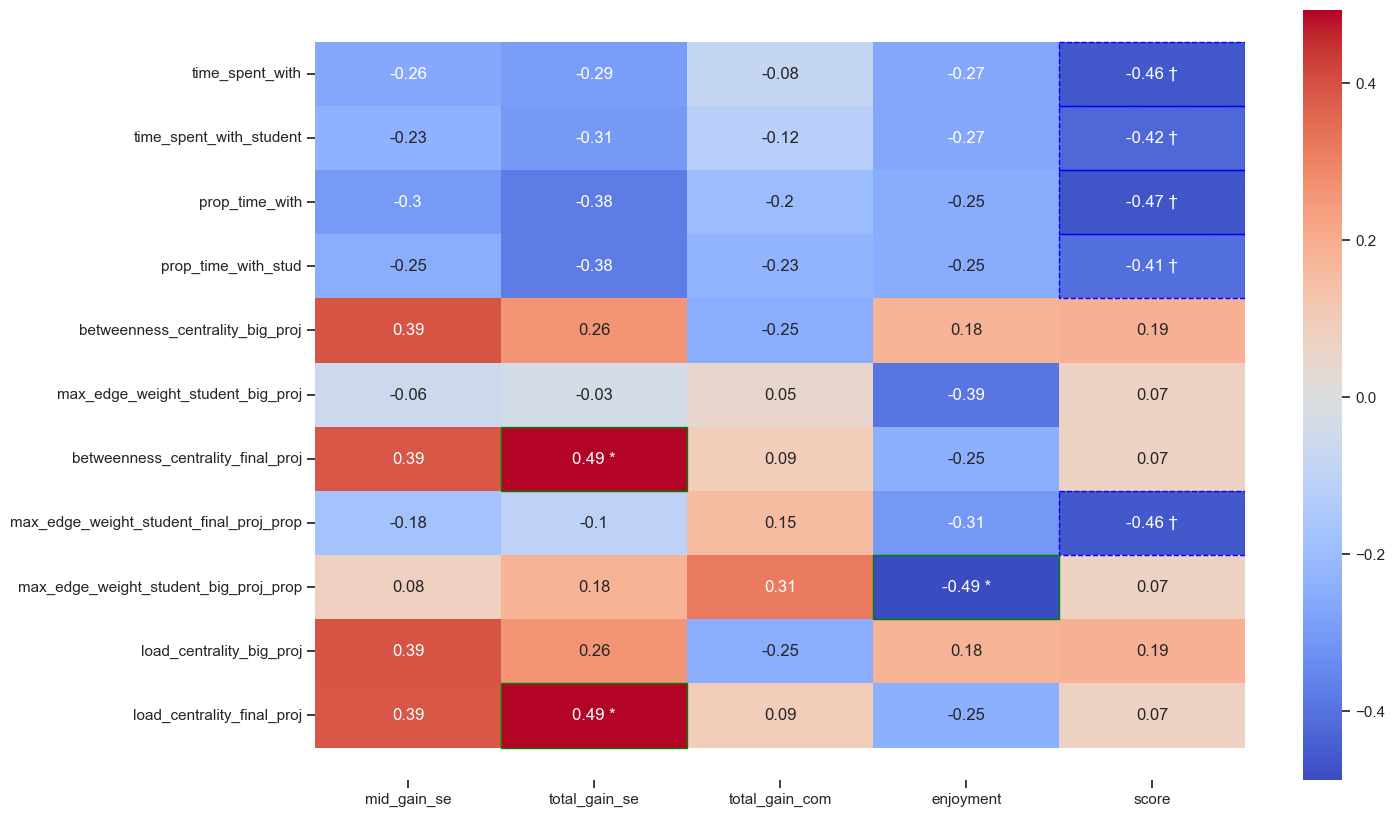 time_spent_with -0.26 -0.29 -0.08 -0.27 -0.46 †
time_spent_with_student -0.23 -0.31 -0.12 -0.27 -0.42 †
prop_time_with -0.3 -0.38 -0.2 -0.25 -0.47 †
prop_time_with_stud -0.25 -0.38 -0.23 -0.25 -0.41 †
betweenness_centrality_big_proj 0.39 0.26 -0.25 0.18 0.19
max_edge_weight_student_big_proj -0.06 -0.03 0.05 -0.39 0.07
betweenness_centrality_final_proj 0.39 0.49 * 0.09 -0.25 0.07
max_edge_weight_student_final_proj_prop -0.18 -0.1 0.15 -0.31 -0.46 †
max_edge_weight_student_big_proj_prop 0.08 0.18 0.31 -0.49 * 0.07
load_centrality_big_proj 0.39 0.26 -0.25 0.18 0.19
load_centrality_final_proj 0.39 0.49 * 0.09 -0.25 0.07
mid_gain_se total_gain_se total_gain_com enjoyment score
0.4
0.2
0.0
−0.2
−0.4